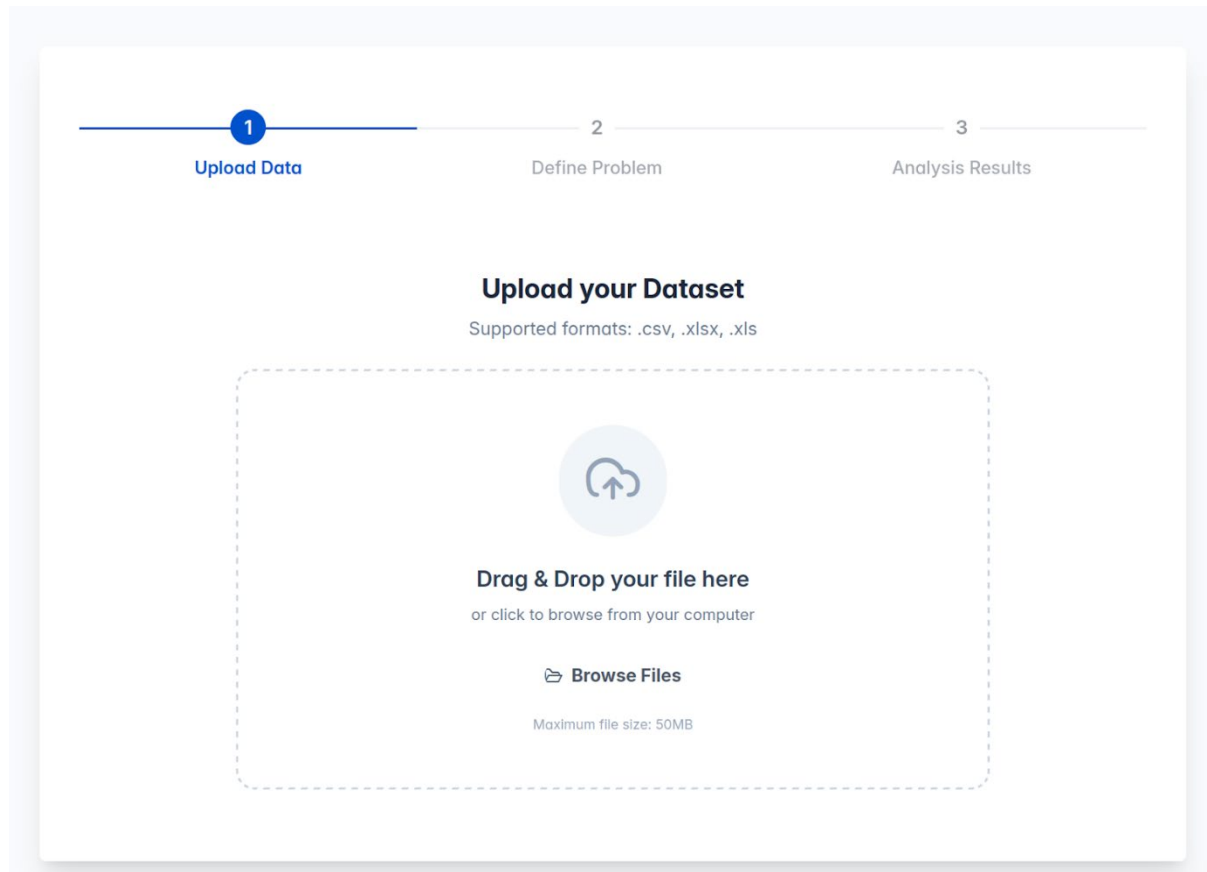 1
2
3
Upload Data
Define Problem
Analysis Results
Upload your Dataset
Supported formats: .csv, .xlsx, .xls
Drag & Drop your file here
or click to browse from your computer
Browse Files
Maximum file size: 50MB